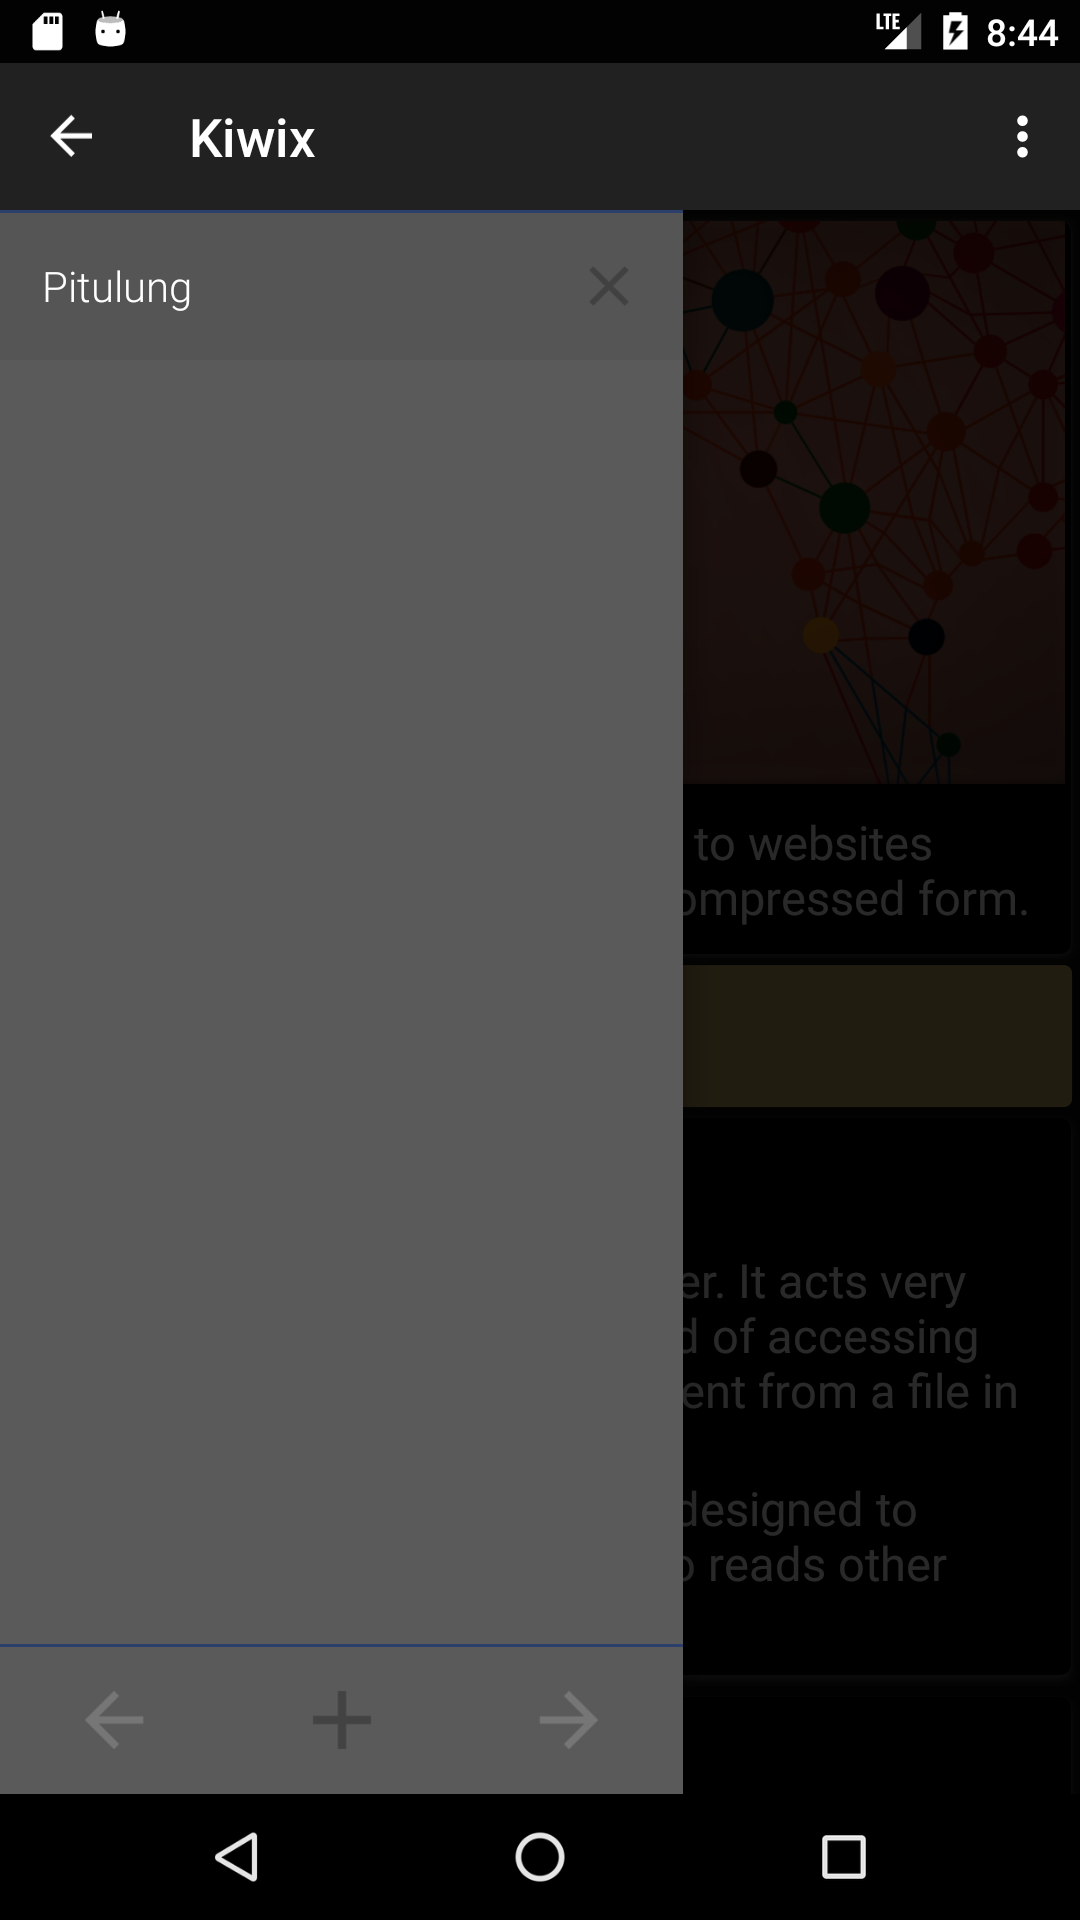 LTE 8:44
Kiwix
Pitulung
to websites
ompressed form.
er. It acts very
d of accessing
ent from a file in
designed to
reads other